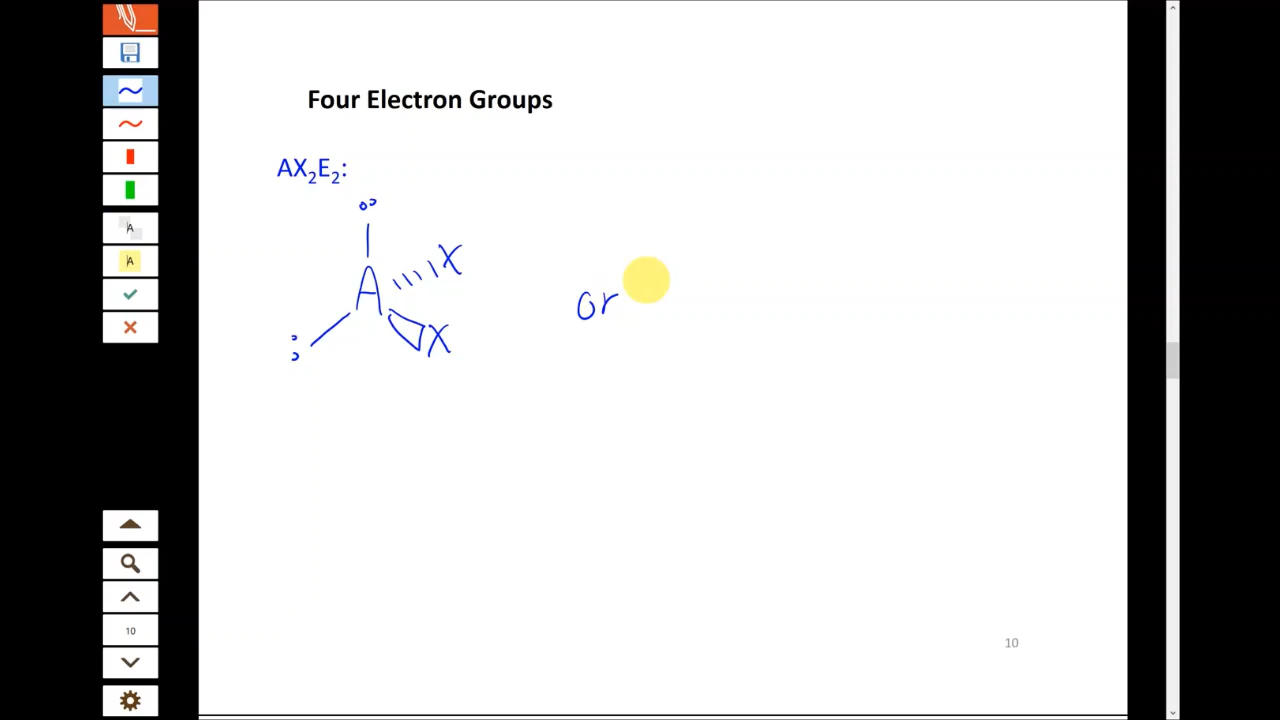 Four Electron Groups
AX₂E₂:
A X
X
or
A
A
10
10